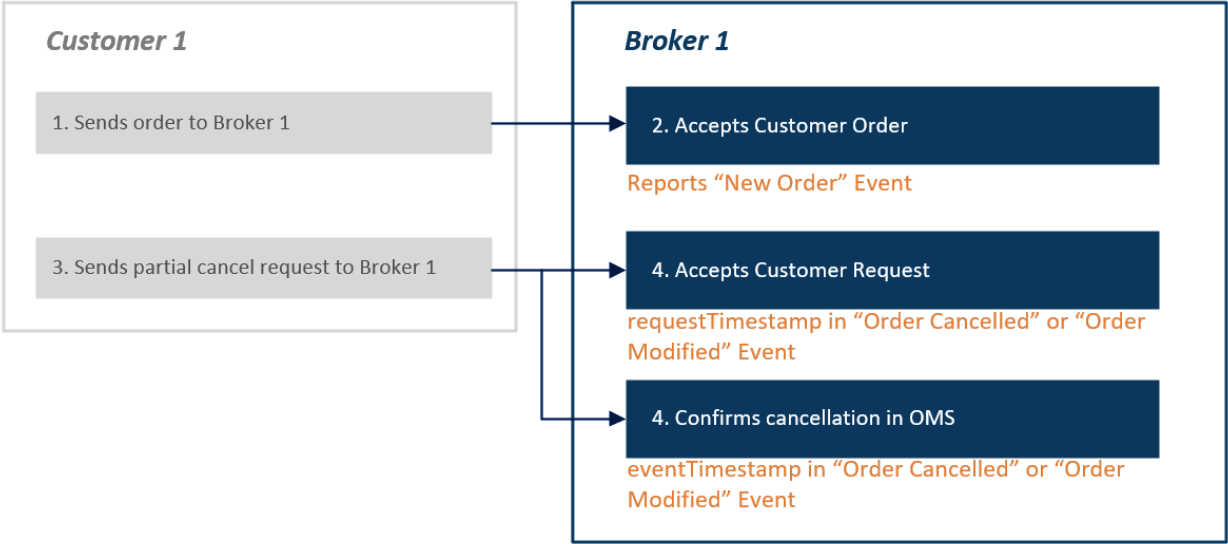 Customer 1
1. Sends order to Broker 1
3. Sends partial cancel request to Broker 1
Broker 1
2. Accepts Customer Order
Reports “New Order” Event
4. Accepts Customer Request
requestTimestamp in “Order Cancelled” or “Order
Modified” Event
4. Confirms cancellation in OMS
eventTimestamp in “Order Cancelled” or “Order
Modified” Event